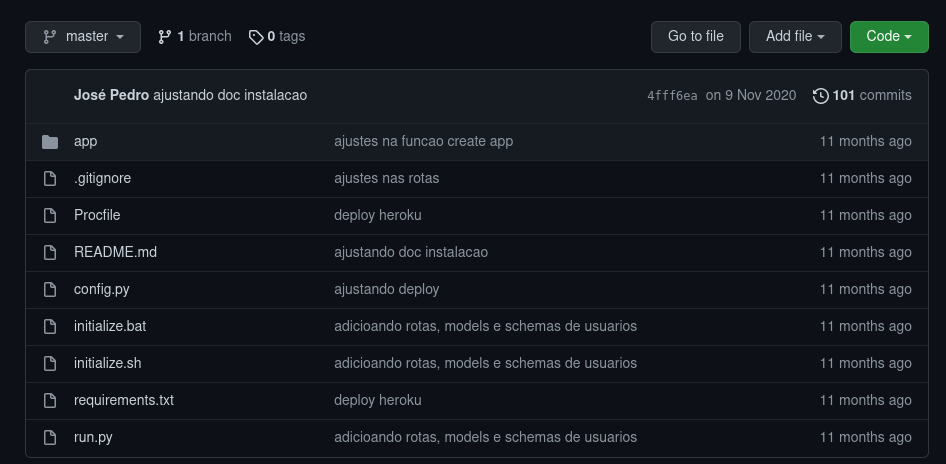 master 1 branch 0 tags Go to file Add file Code
José Pedro ajustando doc instalacao 4fff6ea on 9 Nov 2020 101 commits
app ajustes na funcao create app 11 months ago
.gitignore ajustes nas rotas 11 months ago
Procfile deploy heroku 11 months ago
README.md ajustando doc instalacao 11 months ago
config.py ajustando deploy 11 months ago
initialize.bat adicioando rotas, models e schemas de usuarios 11 months ago
initialize.sh adicioando rotas, models e schemas de usuarios 11 months ago
requirements.txt deploy heroku 11 months ago
run.py adicioando rotas, models e schemas de usuarios 11 months ago